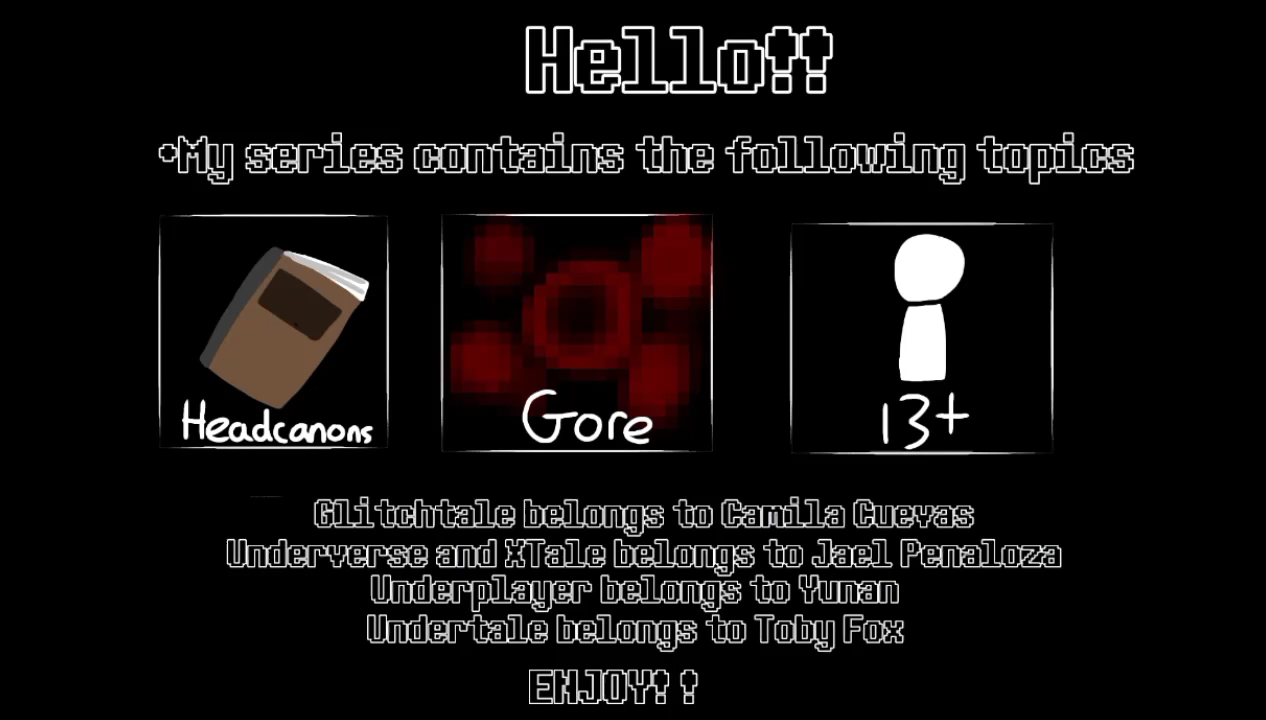 Hello!!
*My series contains the following topics
Headcanons
Gore
13+
Glitchtale belongs to Camila Cuevas
Underverse and XTale belongs to Jael Penaloza
Underplayer belongs to Yunan
Undertale belongs to Toby Fox
ENJOY! !